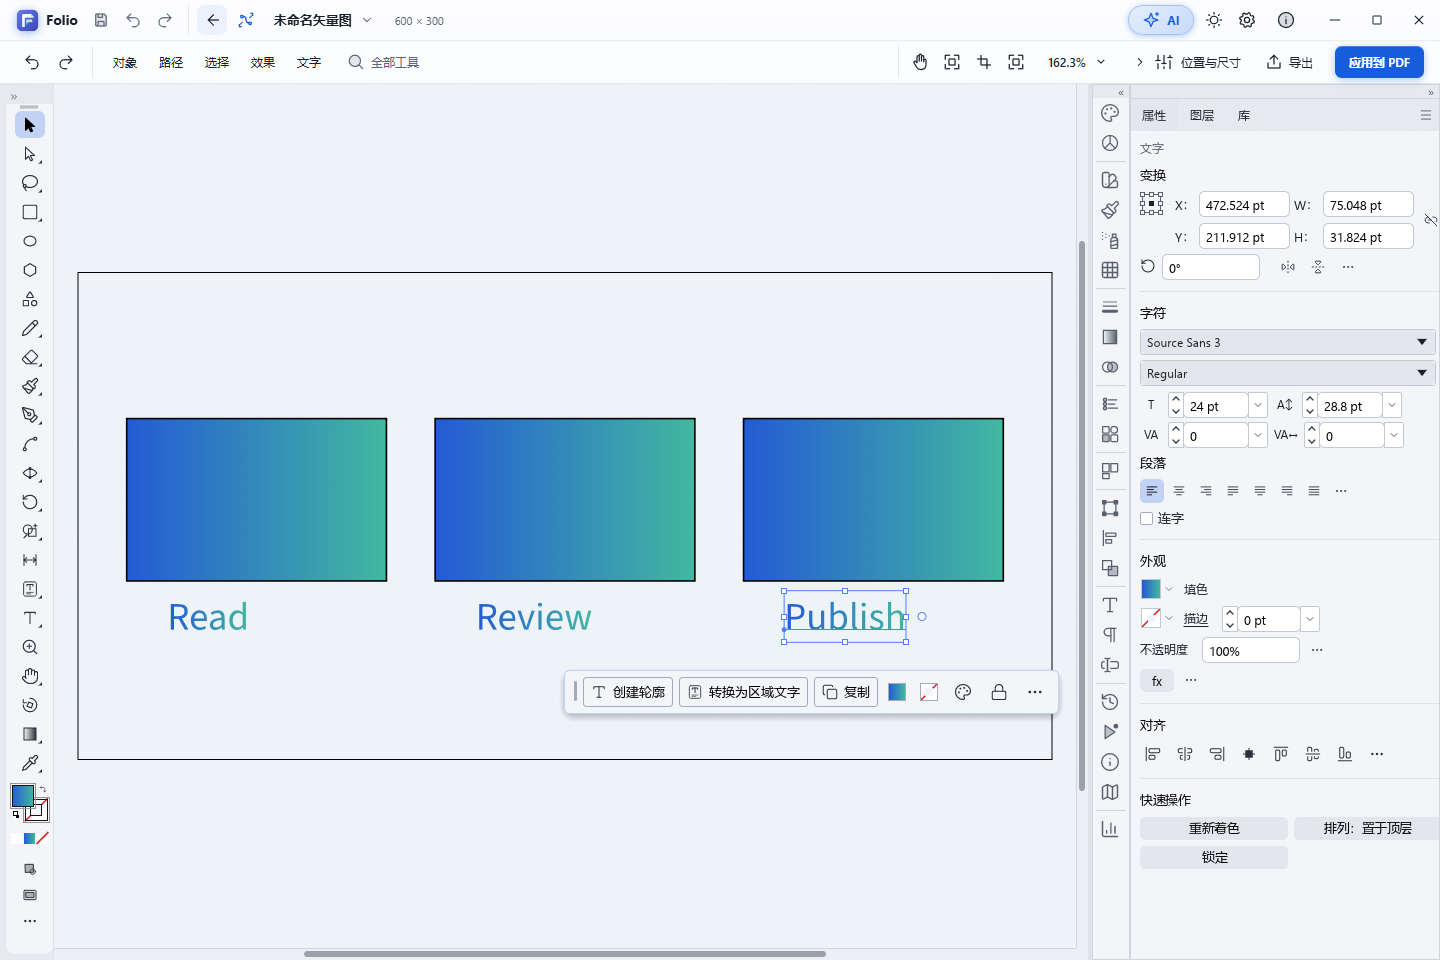 Folio
未命名矢量图
600 × 300
AI
对象
路径
选择
效果
文字
全部工具
162.3%
位置与尺寸
导出
应用到 PDF
属性
图层
库
文字
变换
X: 472.524 pt W: 75.048 pt
Y: 211.912 pt H: 31.824 pt
0°
字符
Source Sans 3
Regular
T 24 pt A 28.8 pt
VA 0 VA 0
段落
连字
外观
填色
描边 0 pt
不透明度 100%
fx
对齐
快速操作
重新着色
排列: 置于顶层
锁定
Read
Review
Publish
创建轮廓
转换为区域文字
复制